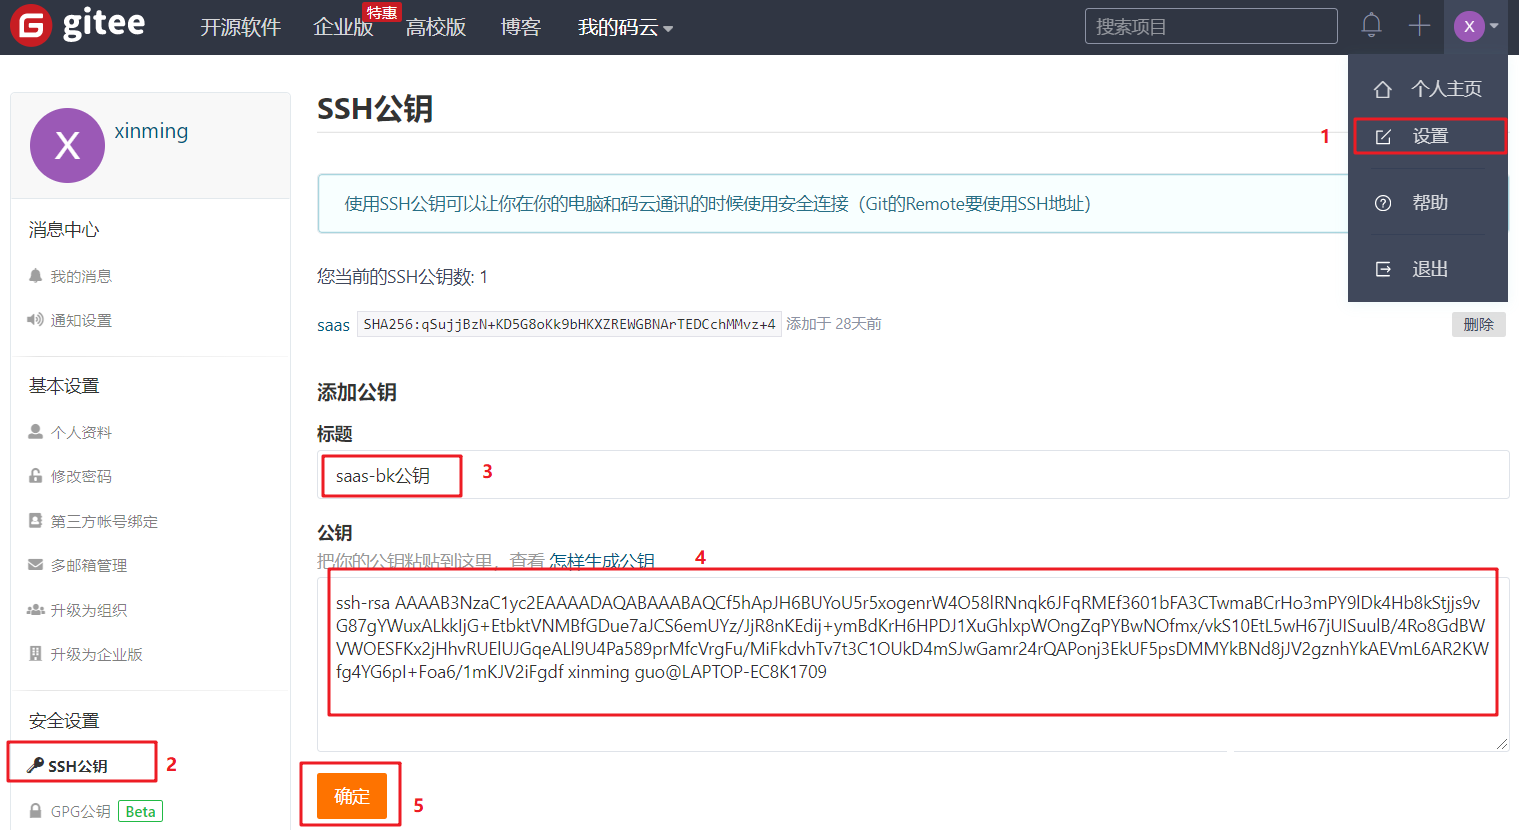 gitee
开源软件
企业版
特惠
高校版
博客
我的码云
搜索项目
X
个人主页
1
设置
帮助
退出
X
xinming
消息中心
我的消息
通知设置
基本设置
个人资料
修改密码
第三方帐号绑定
多邮箱管理
升级为组织
升级为企业版
安全设置
SSH公钥
2
GPG公钥 Beta
SSH公钥
使用SSH公钥可以让你在你的电脑和码云通讯的时候使用安全连接（Git的Remote要使用SSH地址）
您当前的SSH公钥数: 1
saas SHA256:qSujjBzN+KD5G8oKk9bHKXZREWGBNArTEDCchMMvz+4 添加于 28天前
删除
添加公钥
标题
saas-bk公钥
3
公钥
把你的公钥粘贴到这里，查看 怎样生成公钥
4
ssh-rsa AAAAB3NzaC1yc2EAAAADAQABAAABAQCf5hApJH6BUYoU5r5xogenrW4O58lRNnqk6JFqRMEf3601bFA3CTwmaBCrHo3mPY9lDk4Hb8kStjjs9v
G87gYWuxALkkIjG+EtbktVNMBfGDue7aJCS6emUYz/JjR8nKEdij+ymBdKrH6HPDJ1XuGhlxpWOngZqPYBwNOfmx/vkS10EtL5wH67jUISuulB/4Ro8GdBW
VWOESFKx2jHhvRUElUJGqeALl9U4Pa589prMfcVrgFu/MiFkdvhTv7t3C1OUkD4mSJwGamr24rQAPonj3EkUF5psDMMYkBNd8jJV2gznhYkAEVmL6AR2KW
fg4YG6pI+Foa6/1mKJV2iFgdf xinming guo@LAPTOP-EC8K1709
确定
5